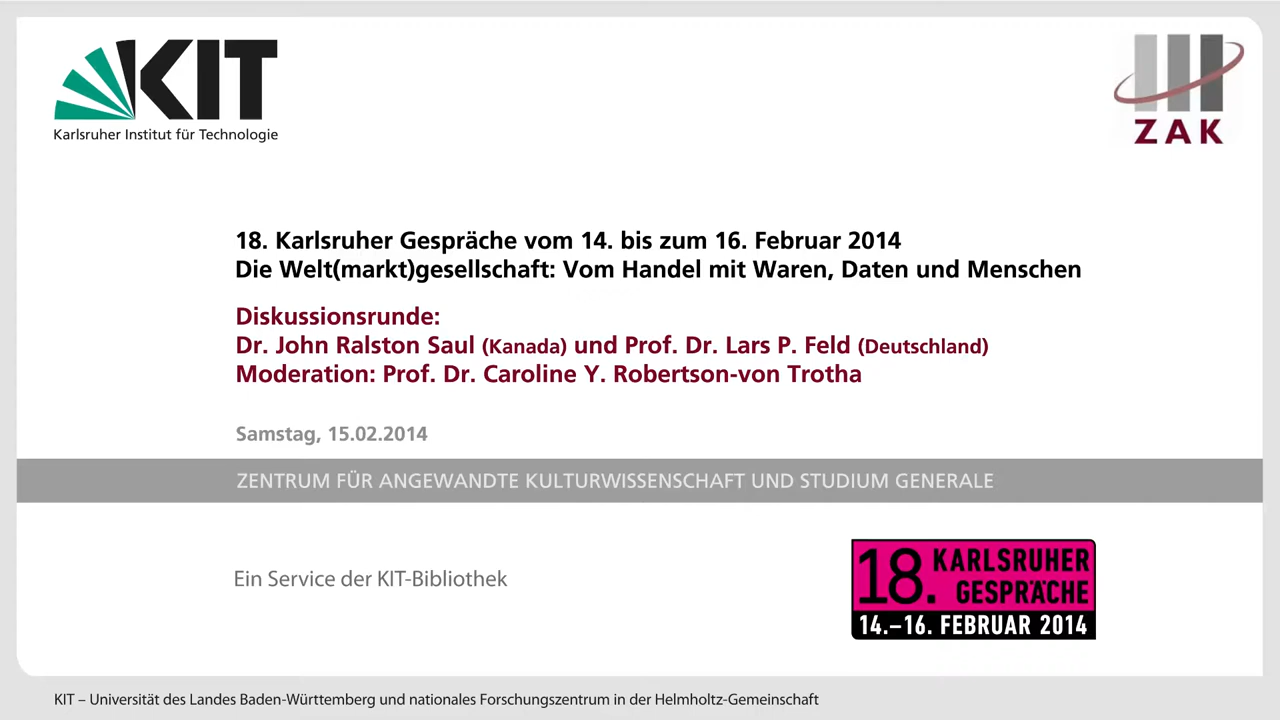 KIT
Karlsruher Institut für Technologie
ZAK
18. Karlsruher Gespräche vom 14. bis zum 16. Februar 2014
Die Welt(markt)gesellschaft: Vom Handel mit Waren, Daten und Menschen
Diskussionsrunde:
Dr. John Ralston Saul (Kanada) und Prof. Dr. Lars P. Feld (Deutschland)
Moderation: Prof. Dr. Caroline Y. Robertson-von Trotha
Samstag, 15.02.2014
ZENTRUM FÜR ANGEWANDTE KULTURWISSENSCHAFT UND STUDIUM GENERALE
Ein Service der KIT-Bibliothek
18. KARLSRUHER
GESPRÄCHE
14.–16. FEBRUAR 2014
KIT – Universität des Landes Baden-Württemberg und nationales Forschungszentrum in der Helmholtz-Gemeinschaft